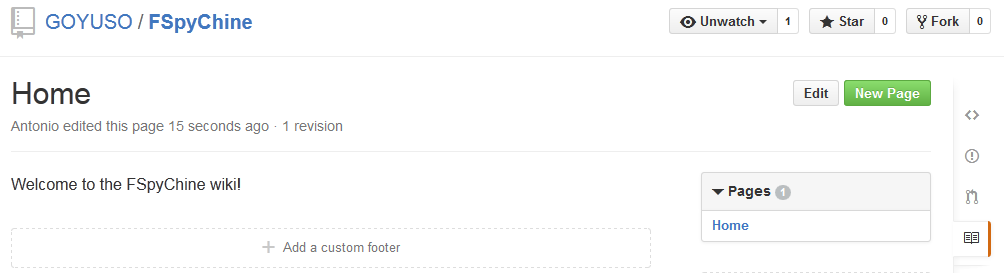 GOYUSO / FSpyChine
Unwatch 1 Star 0 Fork 0
Home
Edit New Page
Antonio edited this page 15 seconds ago · 1 revision
Welcome to the FSpyChine wiki!
Pages 1
Home
Add a custom footer